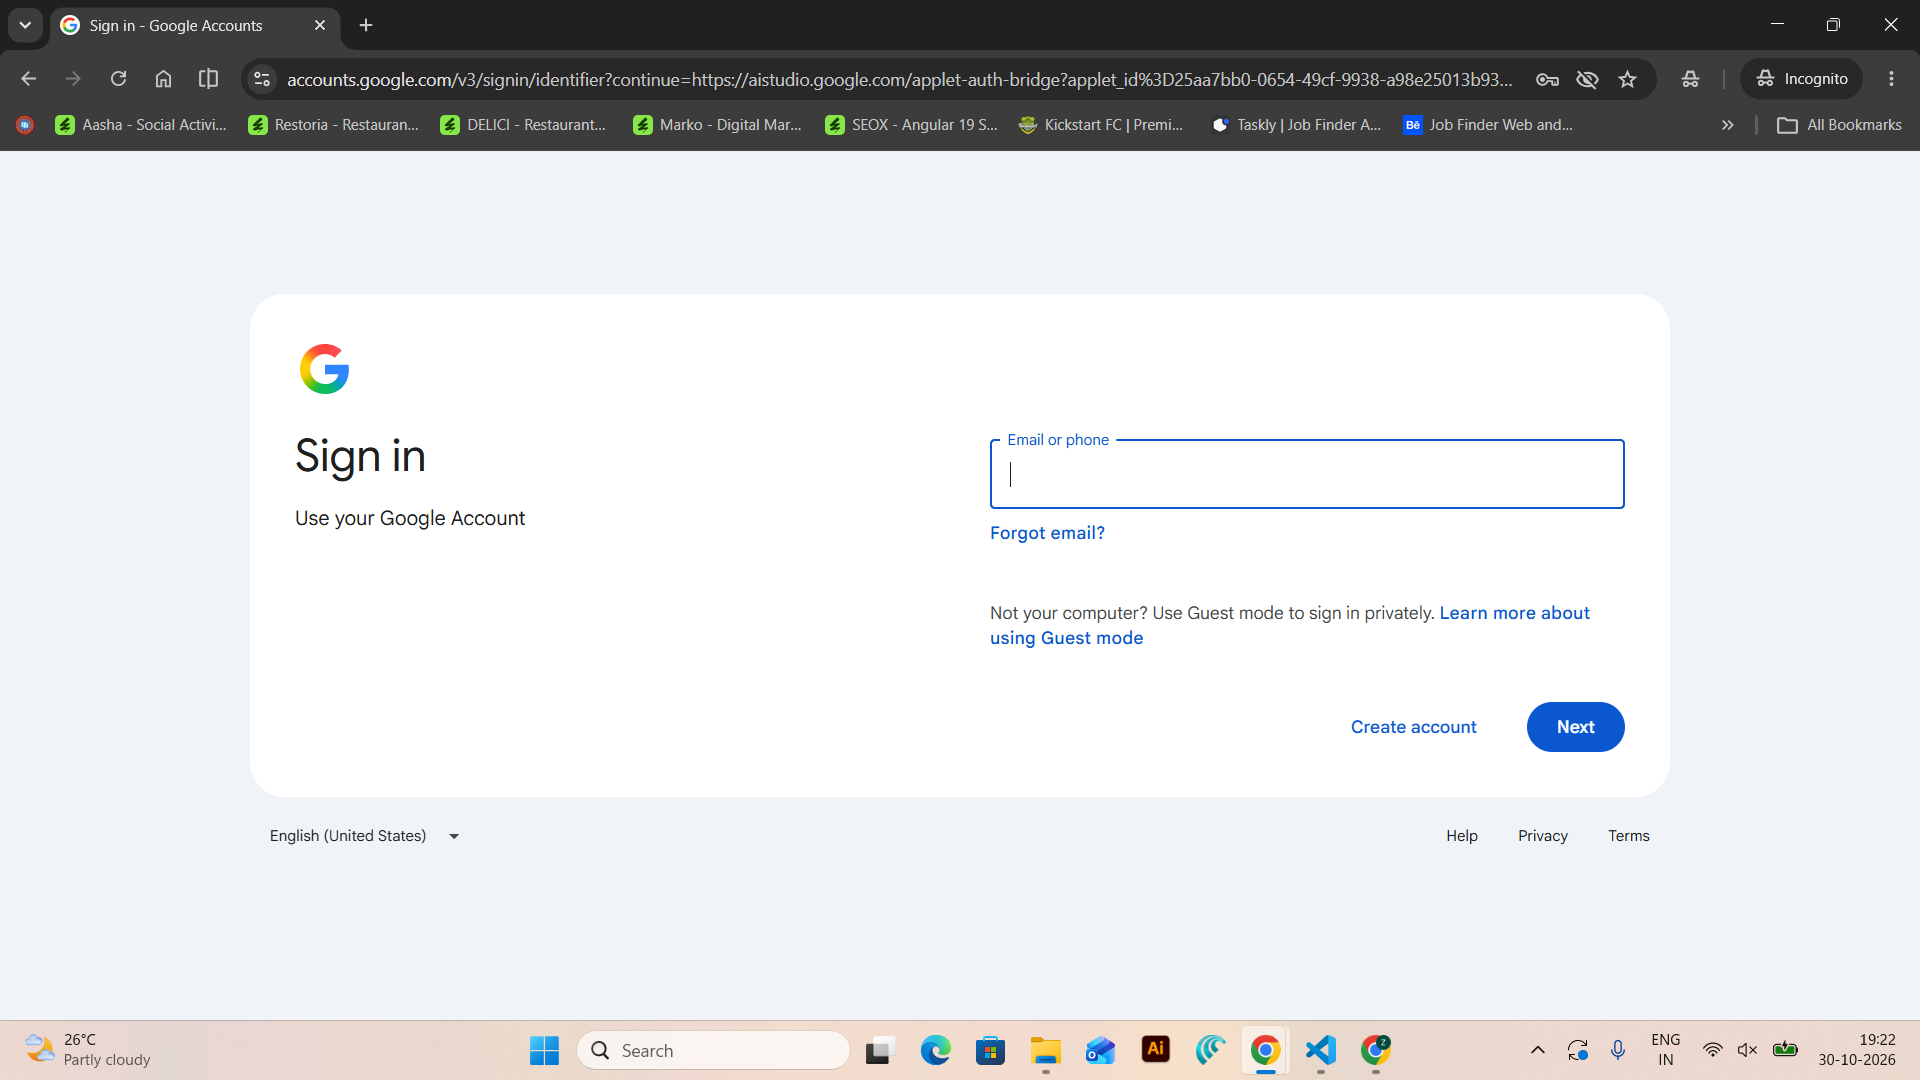 Sign in - Google Accounts
accounts.google.com/v3/signin/identifier?continue=https://aistudio.google.com/applet-auth-bridge?applet_id%3D25aa7bb0-0654-49cf-9938-a98e25013b93...
Incognito
Aasha - Social Activi...
Restoria - Restauran...
DELICI - Restaurant...
Marko - Digital Mar...
SEOX - Angular 19 S...
Kickstart FC | Premi...
Taskly | Job Finder A...
Bē
Job Finder Web and...
All Bookmarks
Sign in
Use your Google Account
Email or phone
Forgot email?
Not your computer? Use Guest mode to sign in privately. Learn more about
using Guest mode
Create account
Next
English (United States)
Help
Privacy
Terms
26°C
Partly cloudy
Search
Ai
Z
ENG
IN
19:22
30-10-2026